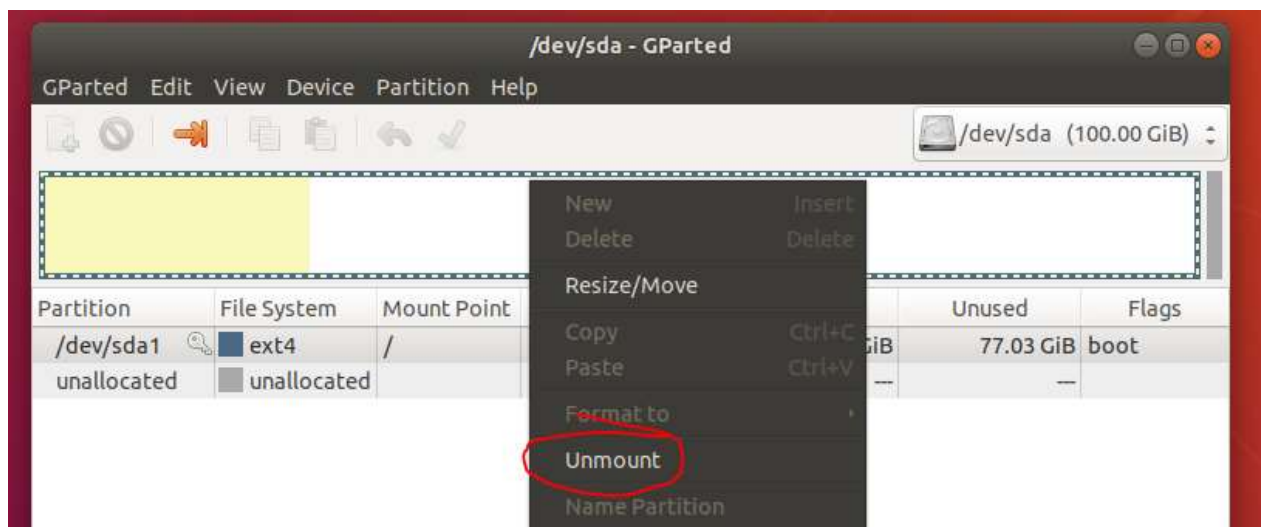 /dev/sda - GParted
GParted Edit View Device Partition Help
/dev/sda (100.00 GiB)
New Insert
Delete Delete
Resize/Move
Partition File System Mount Point Unused Flags
Copy Ctrl+C
/dev/sda1 ext4 / GiB 77.03 GiB boot
Paste Ctrl+V
unallocated unallocated --- ---
Format to
Unmount
Name Partition